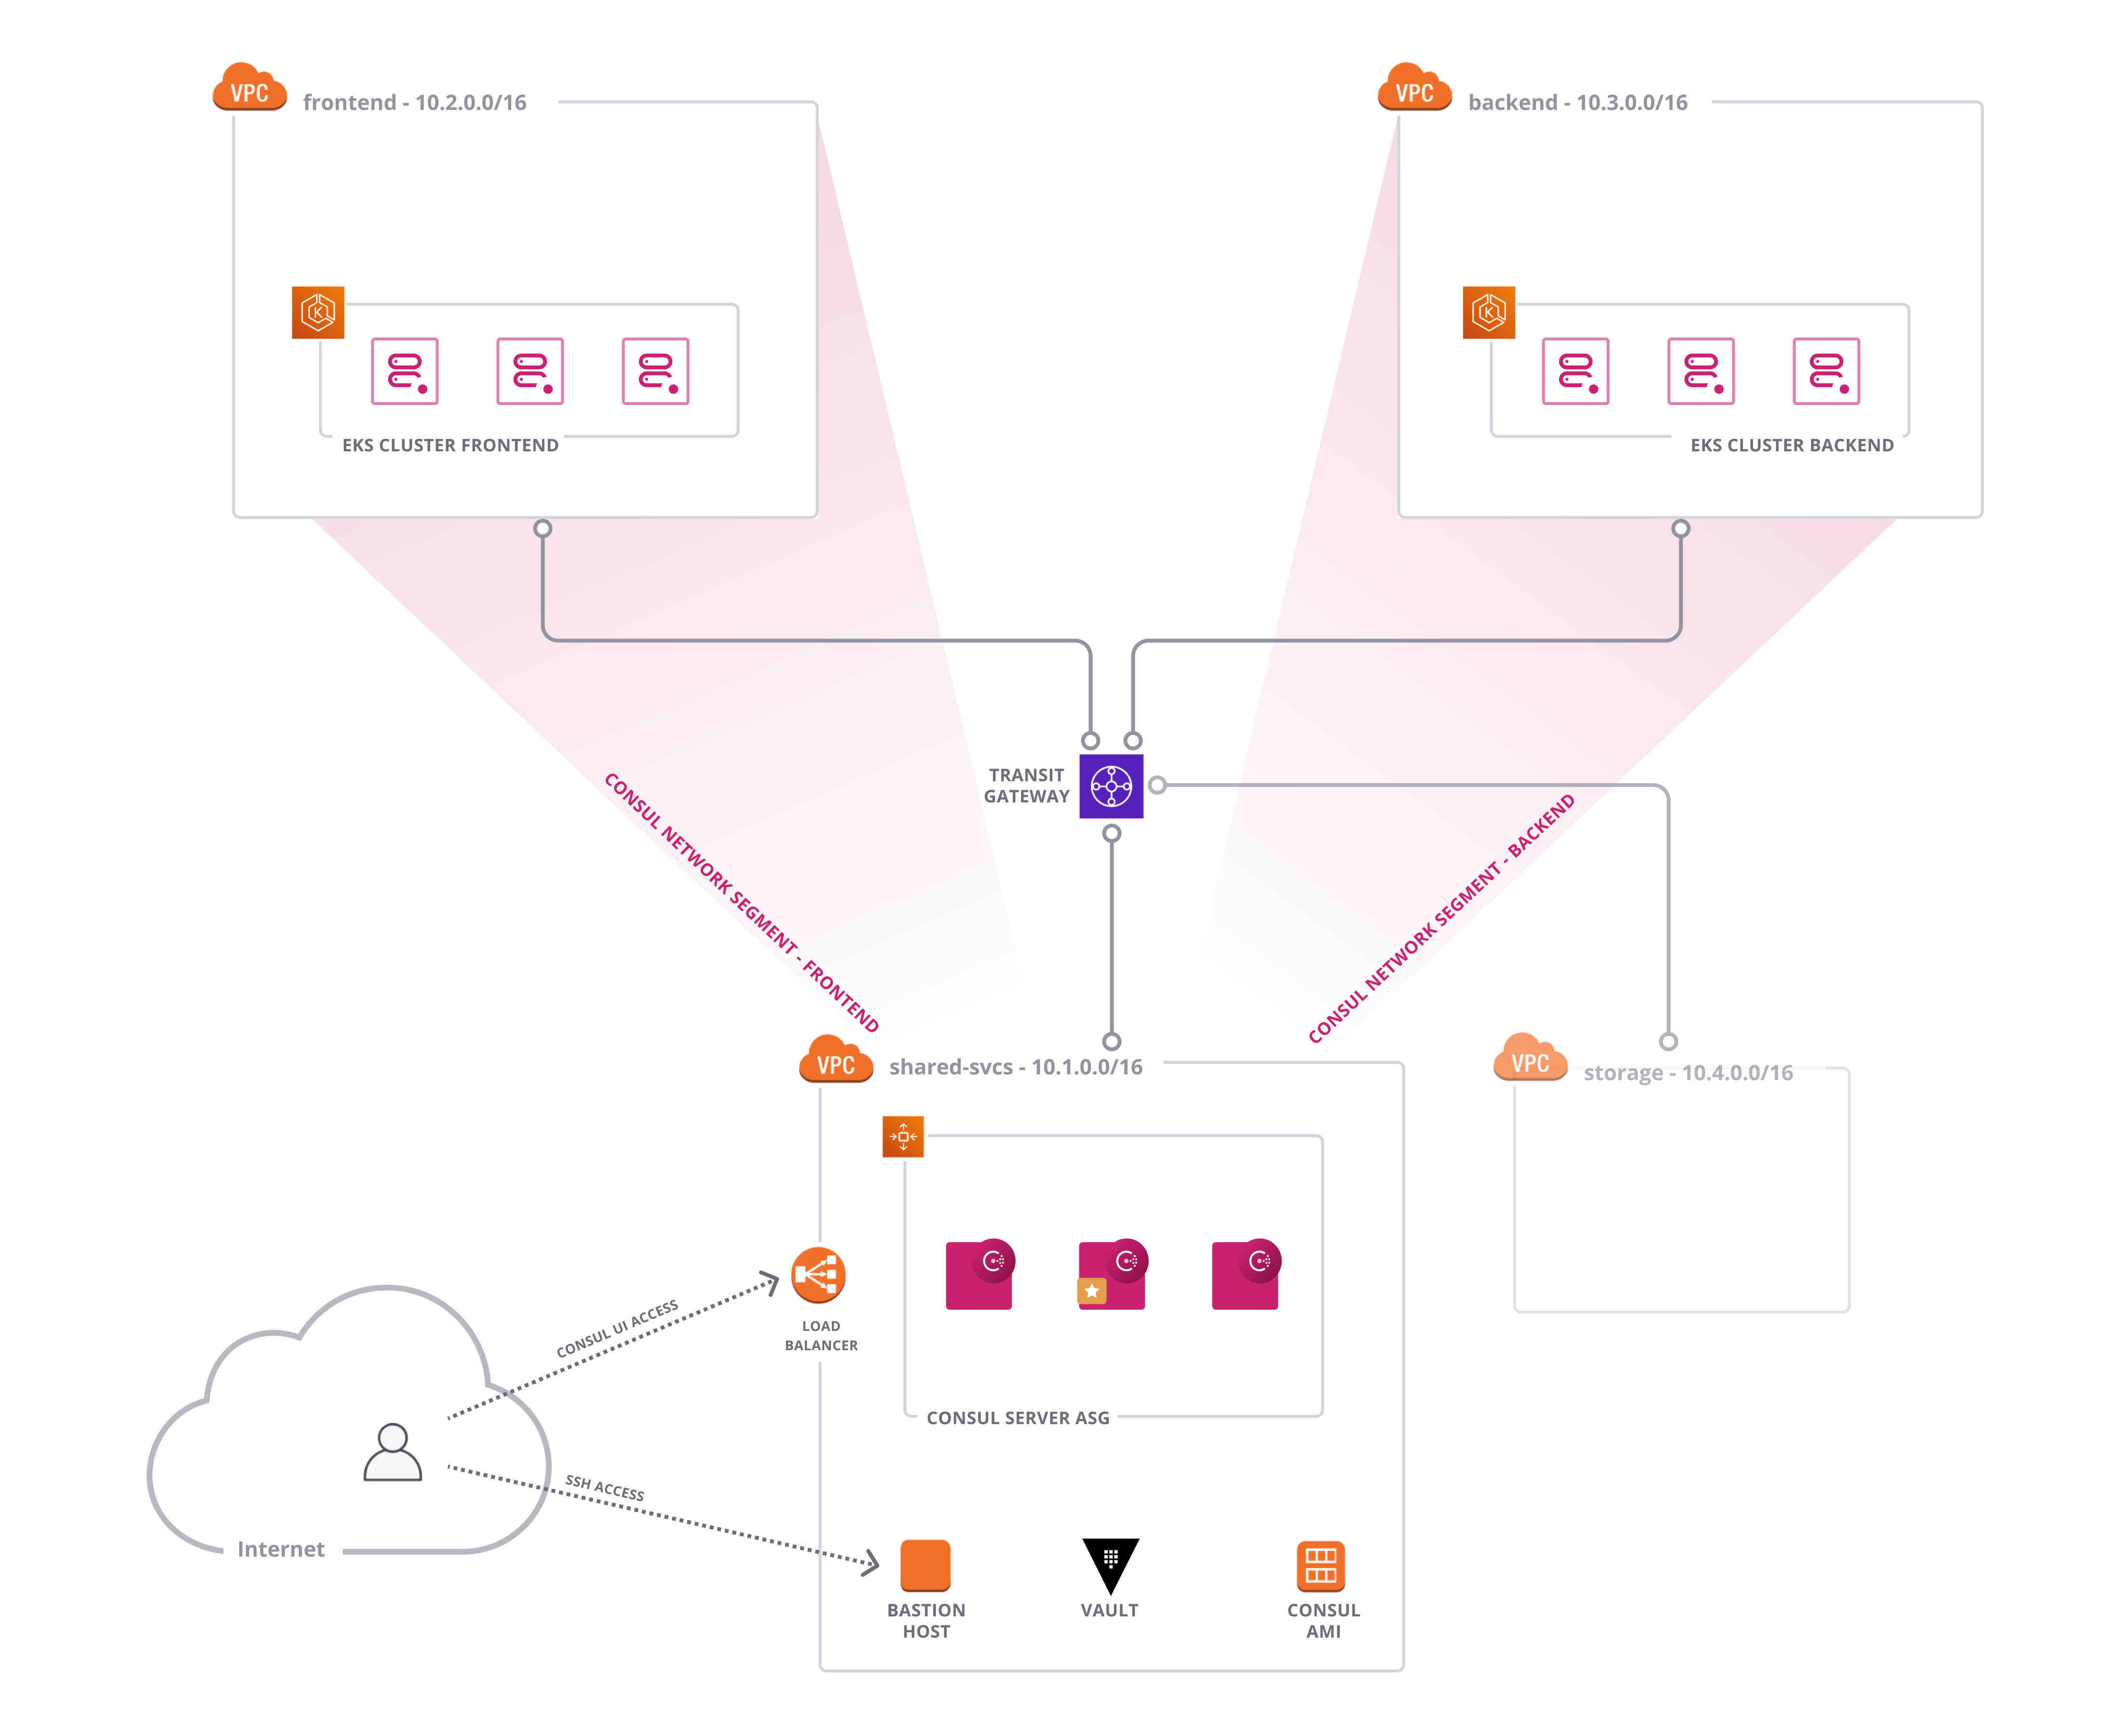 VPC
frontend - 10.2.0.0/16
VPC
backend - 10.3.0.0/16
EKS CLUSTER FRONTEND
EKS CLUSTER BACKEND
TRANSIT
GATEWAY
CONSUL NETWORK SEGMENT - FRONTEND
CONSUL NETWORK SEGMENT - BACKEND
VPC
shared-svcs - 10.1.0.0/16
VPC
storage - 10.4.0.0/16
CONSUL UI ACCESS
LOAD
BALANCER
CONSUL SERVER ASG
SSH ACCESS
Internet
BASTION
HOST
VAULT
CONSUL
AMI